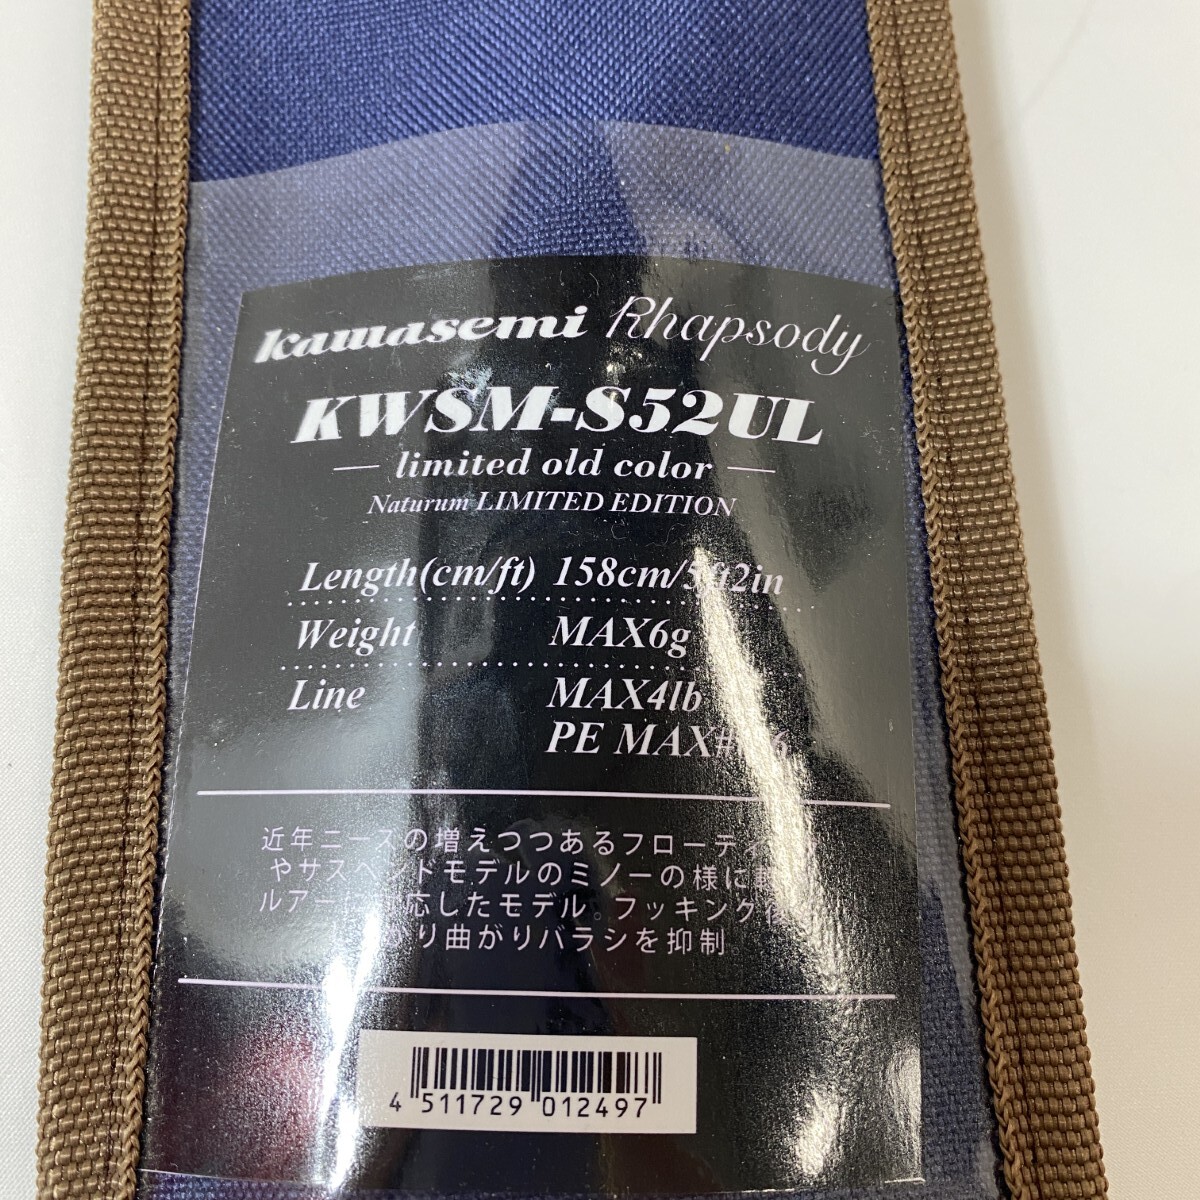 kawasemi Rhapsody
KWSM-S52UL
limited old color
Naturum LIMITED EDITION
Length(cm/ft) 158cm/5ft2in
Weight MAX6g
Line MAX4lb
PE MAX#
近年ニーズの増えつつあるフローティ
やサスペンドモデルのミノーの様に
ルアー 応したモデル。フッキング後
り曲がりバラシを抑制
4 511729 012497